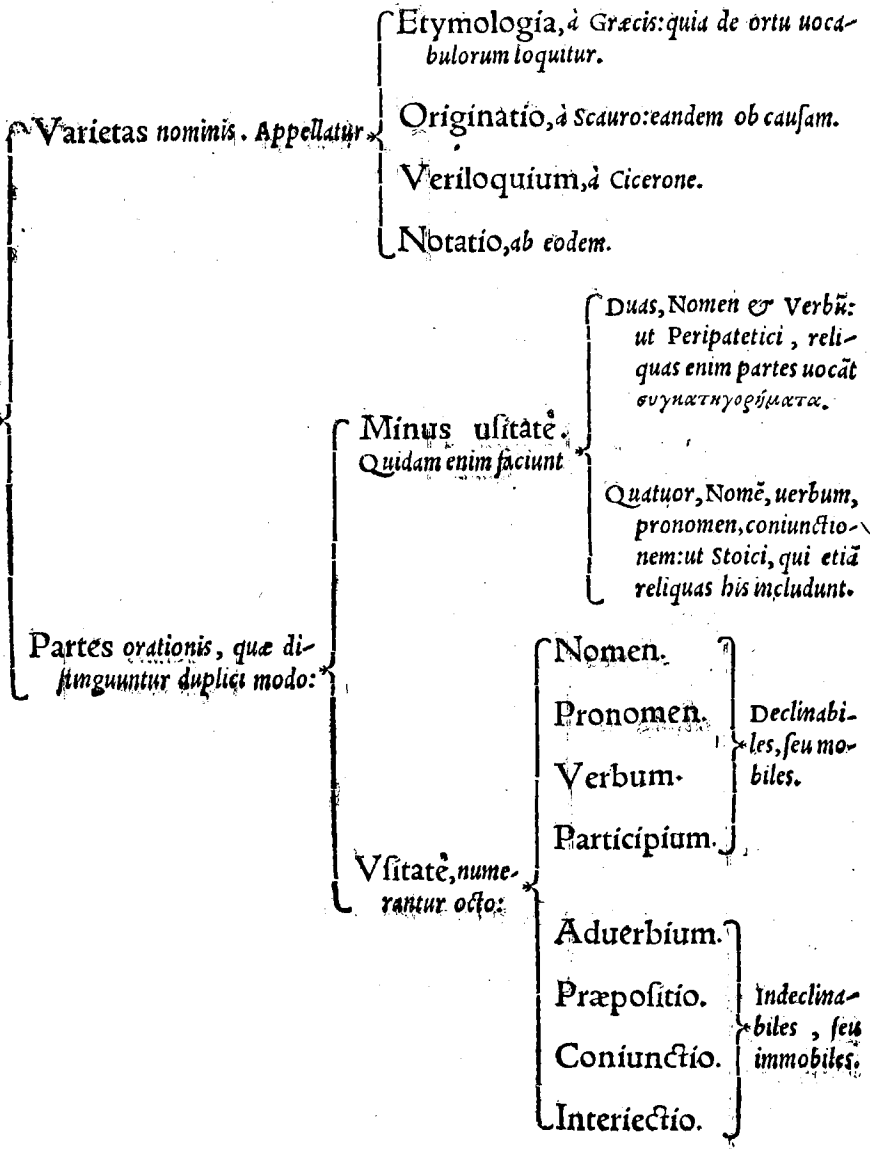 Etymología, à Græcis: quia de ortu uoca-
bulorum loquitur.
Varietas nominis. Appellatur
Originatio, à Scauro: eandem ob cauſam.
Veriloquium, à Cicerone.
Notatio, ab eodem.
Duas, Nomen & Verbũ:
ut Peripatetici, reli-
quas enim partes uocãt
συγκατηγορήματα.
Minus uſitatè.
Quidam enim faciunt
Quatuor, Nomẽ, uerbum,
pronomen, coniunctio-
nem: ut Stoici, qui etiã
reliquas his includunt.
Partes orationis, quæ di-
ſtinguuntur duplici modo:
Nomen.
Pronomen.
Verbum.
Participium.
Declinabi-
les, ſeu mo-
biles.
Vſitatè, nume-
rantur octo:
Aduerbium.
Præpoſitio.
Coniunctio.
Interiectio.
Indeclina-
biles, ſeu
immobiles.